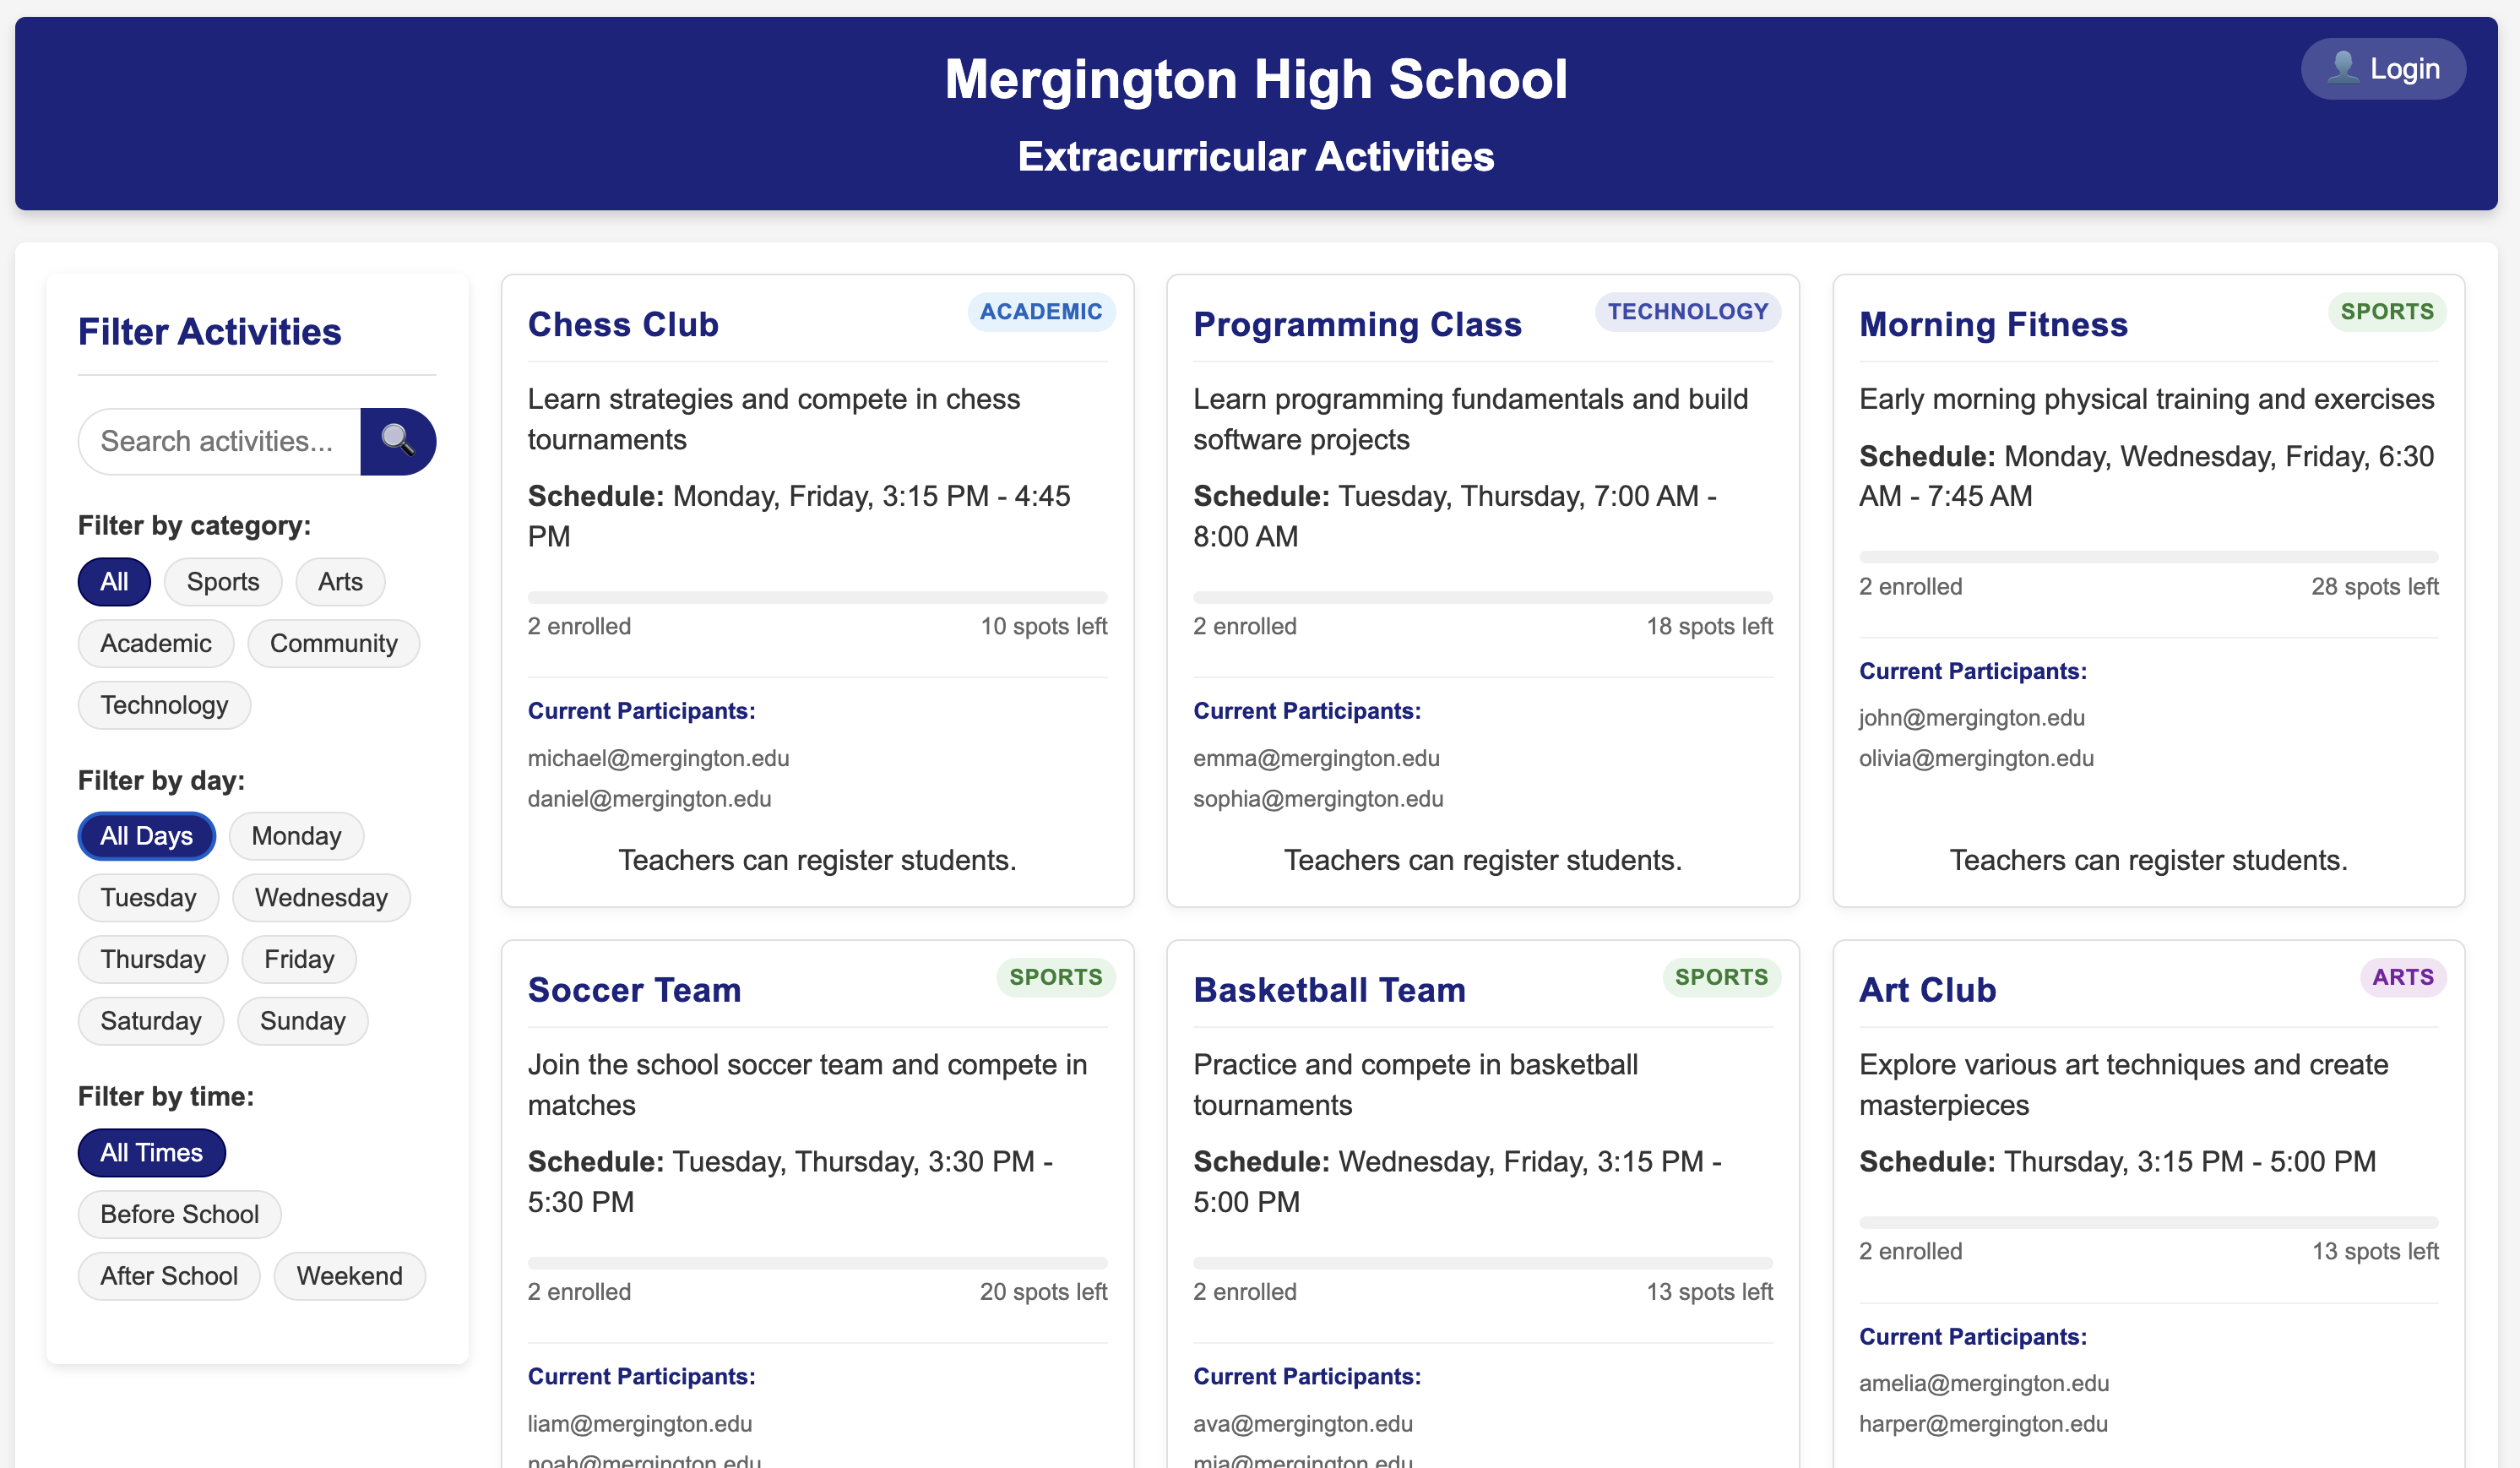 Mergington High School
Login
Extracurricular Activities
Filter Activities
Search activities...
Filter by category:
All
Sports
Arts
Academic
Community
Technology
Filter by day:
All Days
Monday
Tuesday
Wednesday
Thursday
Friday
Saturday
Sunday
Filter by time:
All Times
Before School
After School
Weekend
Chess Club
ACADEMIC
Learn strategies and compete in chess
tournaments
Schedule: Monday, Friday, 3:15 PM - 4:45
PM
2 enrolled
10 spots left
Current Participants:
michael@mergington.edu
daniel@mergington.edu
Teachers can register students.
Programming Class
TECHNOLOGY
Learn programming fundamentals and build
software projects
Schedule: Tuesday, Thursday, 7:00 AM -
8:00 AM
2 enrolled
18 spots left
Current Participants:
emma@mergington.edu
sophia@mergington.edu
Teachers can register students.
Morning Fitness
SPORTS
Early morning physical training and exercises
Schedule: Monday, Wednesday, Friday, 6:30
AM - 7:45 AM
2 enrolled
28 spots left
Current Participants:
john@mergington.edu
olivia@mergington.edu
Teachers can register students.
Soccer Team
SPORTS
Join the school soccer team and compete in
matches
Schedule: Tuesday, Thursday, 3:30 PM -
5:30 PM
2 enrolled
20 spots left
Current Participants:
liam@mergington.edu
noah@mergington.edu
Basketball Team
SPORTS
Practice and compete in basketball
tournaments
Schedule: Wednesday, Friday, 3:15 PM -
5:00 PM
2 enrolled
13 spots left
Current Participants:
ava@mergington.edu
mia@mergington.edu
Art Club
ARTS
Explore various art techniques and create
masterpieces
Schedule: Thursday, 3:15 PM - 5:00 PM
2 enrolled
13 spots left
Current Participants:
amelia@mergington.edu
harper@mergington.edu